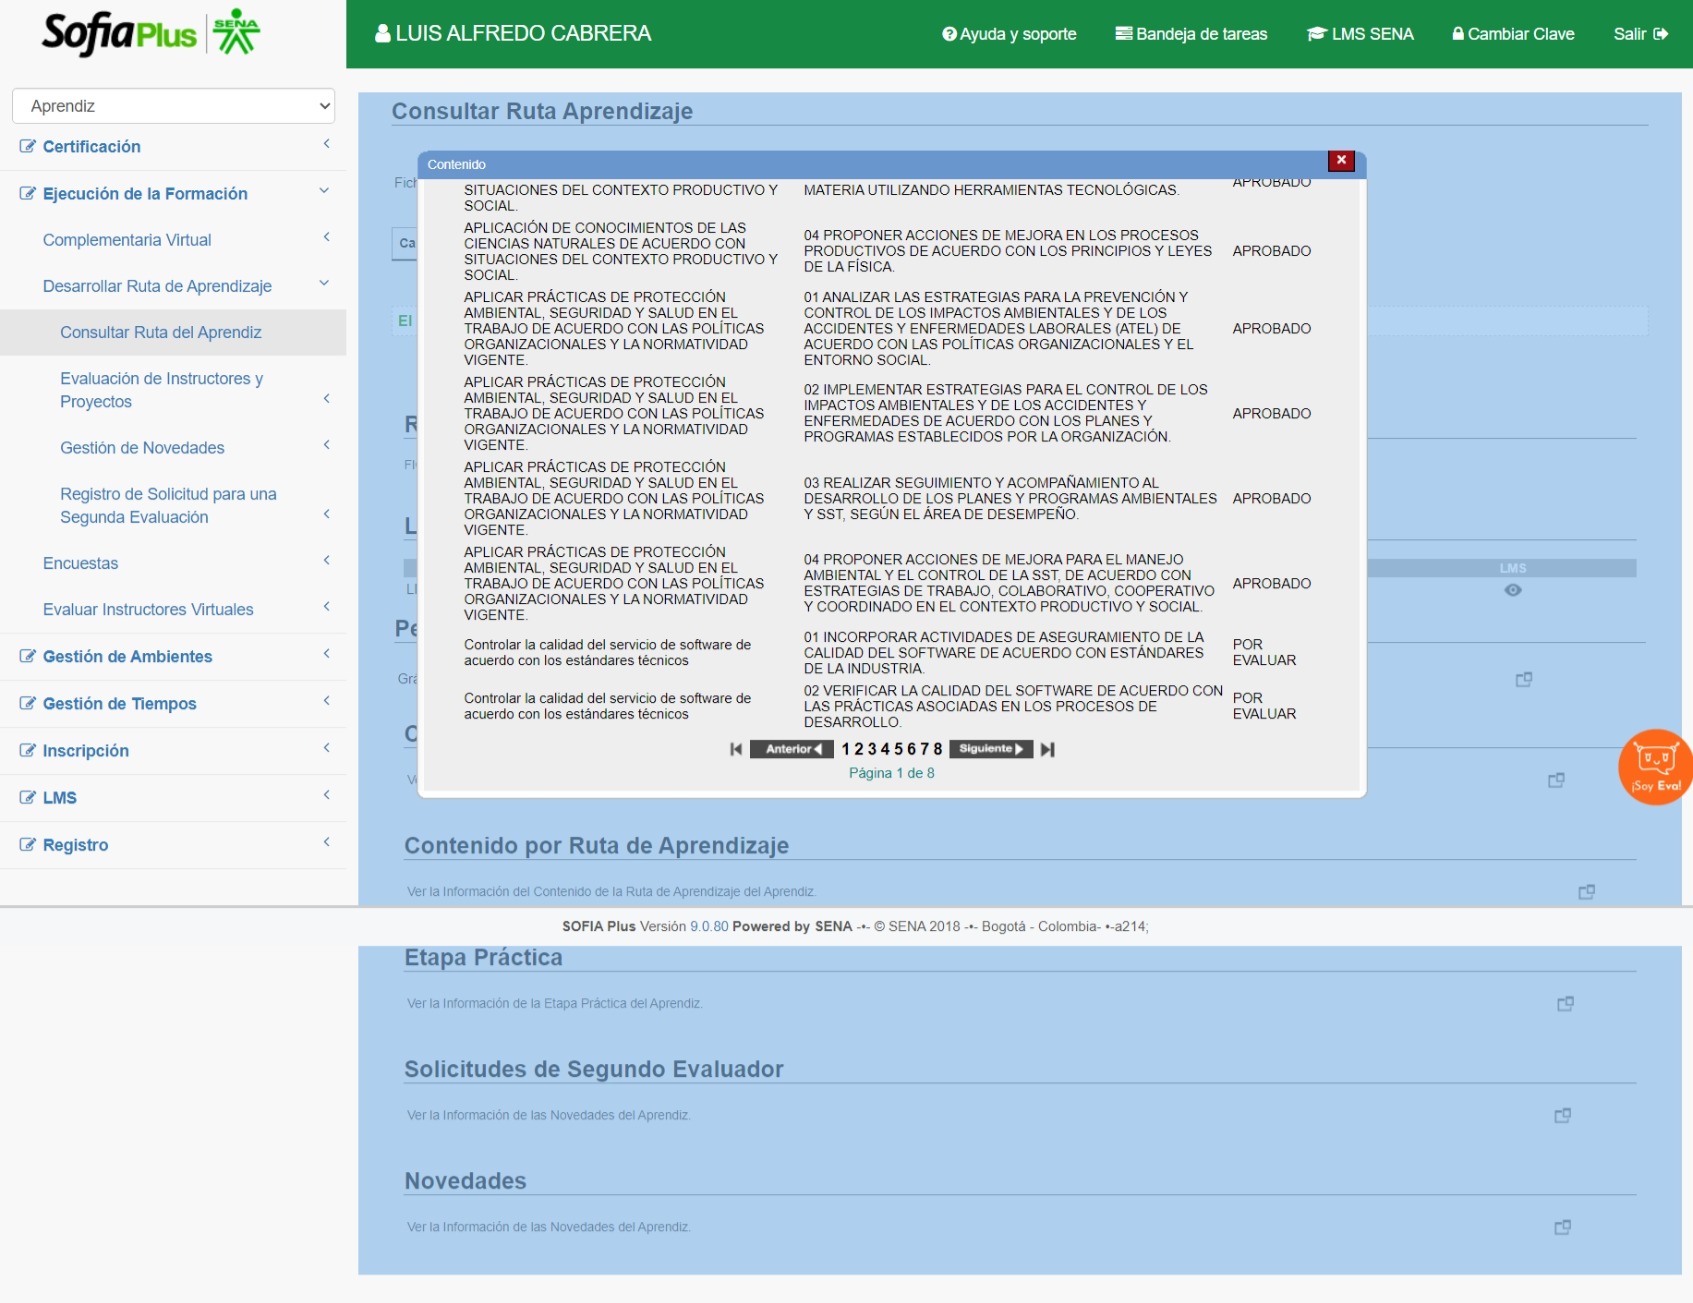 SofiaPlus SENA
LUIS ALFREDO CABRERA
Ayuda y soporte
Bandeja de tareas
LMS SENA
Cambiar Clave
Salir
Aprendiz
Certificación
Ejecución de la Formación
Complementaria Virtual
Desarrollar Ruta de Aprendizaje
Consultar Ruta del Aprendiz
Evaluación de Instructores y
Proyectos
Gestión de Novedades
Registro de Solicitud para una
Segunda Evaluación
Encuestas
Evaluar Instructores Virtuales
Gestión de Ambientes
Gestión de Tiempos
Inscripción
LMS
Registro
Consultar Ruta Aprendizaje
Contenido
SITUACIONES DEL CONTEXTO PRODUCTIVO Y
SOCIAL.
MATERIA UTILIZANDO HERRAMIENTAS TECNOLÓGICAS.
APROBADO
APLICACIÓN DE CONOCIMIENTOS DE LAS
CIENCIAS NATURALES DE ACUERDO CON
SITUACIONES DEL CONTEXTO PRODUCTIVO Y
SOCIAL.
04 PROPONER ACCIONES DE MEJORA EN LOS PROCESOS
PRODUCTIVOS DE ACUERDO CON LOS PRINCIPIOS Y LEYES
DE LA FÍSICA.
APROBADO
APLICAR PRÁCTICAS DE PROTECCIÓN
AMBIENTAL, SEGURIDAD Y SALUD EN EL
TRABAJO DE ACUERDO CON LAS POLÍTICAS
ORGANIZACIONALES Y LA NORMATIVIDAD
VIGENTE.
01 ANALIZAR LAS ESTRATEGIAS PARA LA PREVENCIÓN Y
CONTROL DE LOS IMPACTOS AMBIENTALES Y DE LOS
ACCIDENTES Y ENFERMEDADES LABORALES (ATEL) DE
ACUERDO CON LAS POLÍTICAS ORGANIZACIONALES Y EL
ENTORNO SOCIAL.
APROBADO
APLICAR PRÁCTICAS DE PROTECCIÓN
AMBIENTAL, SEGURIDAD Y SALUD EN EL
TRABAJO DE ACUERDO CON LAS POLÍTICAS
ORGANIZACIONALES Y LA NORMATIVIDAD
VIGENTE.
02 IMPLEMENTAR ESTRATEGIAS PARA EL CONTROL DE LOS
IMPACTOS AMBIENTALES Y DE LOS ACCIDENTES Y
ENFERMEDADES DE ACUERDO CON LOS PLANES Y
PROGRAMAS ESTABLECIDOS POR LA ORGANIZACIÓN.
APROBADO
APLICAR PRÁCTICAS DE PROTECCIÓN
AMBIENTAL, SEGURIDAD Y SALUD EN EL
TRABAJO DE ACUERDO CON LAS POLÍTICAS
ORGANIZACIONALES Y LA NORMATIVIDAD
VIGENTE.
03 REALIZAR SEGUIMIENTO Y ACOMPAÑAMIENTO AL
DESARROLLO DE LOS PLANES Y PROGRAMAS AMBIENTALES
Y SST, SEGÚN EL ÁREA DE DESEMPEÑO.
APROBADO
APLICAR PRÁCTICAS DE PROTECCIÓN
AMBIENTAL, SEGURIDAD Y SALUD EN EL
TRABAJO DE ACUERDO CON LAS POLÍTICAS
ORGANIZACIONALES Y LA NORMATIVIDAD
VIGENTE.
04 PROPONER ACCIONES DE MEJORA PARA EL MANEJO
AMBIENTAL Y EL CONTROL DE LA SST, DE ACUERDO CON
ESTRATEGIAS DE TRABAJO, COLABORATIVO, COOPERATIVO
Y COORDINADO EN EL CONTEXTO PRODUCTIVO Y SOCIAL.
APROBADO
Controlar la calidad del servicio de software de
acuerdo con los estándares técnicos
01 INCORPORAR ACTIVIDADES DE ASEGURAMIENTO DE LA
CALIDAD DEL SOFTWARE DE ACUERDO CON ESTÁNDARES
DE LA INDUSTRIA.
POR
EVALUAR
Controlar la calidad del servicio de software de
acuerdo con los estándares técnicos
02 VERIFICAR LA CALIDAD DEL SOFTWARE DE ACUERDO CON
LAS PRÁCTICAS ASOCIADAS EN LOS PROCESOS DE
DESARROLLO.
POR
EVALUAR
Anterior 1 2 3 4 5 6 7 8 Siguiente
Página 1 de 8
El
LMS
¡Soy Eva!
Contenido por Ruta de Aprendizaje
Ver la Información del Contenido de la Ruta de Aprendizaje del Aprendiz.
SOFIA Plus Versión 9.0.80 Powered by SENA -•- © SENA 2018 -•- Bogotá - Colombia- •-a214;
Etapa Práctica
Ver la Información de la Etapa Práctica del Aprendiz.
Solicitudes de Segundo Evaluador
Ver la Información de las Novedades del Aprendiz.
Novedades
Ver la Información de las Novedades del Aprendiz.